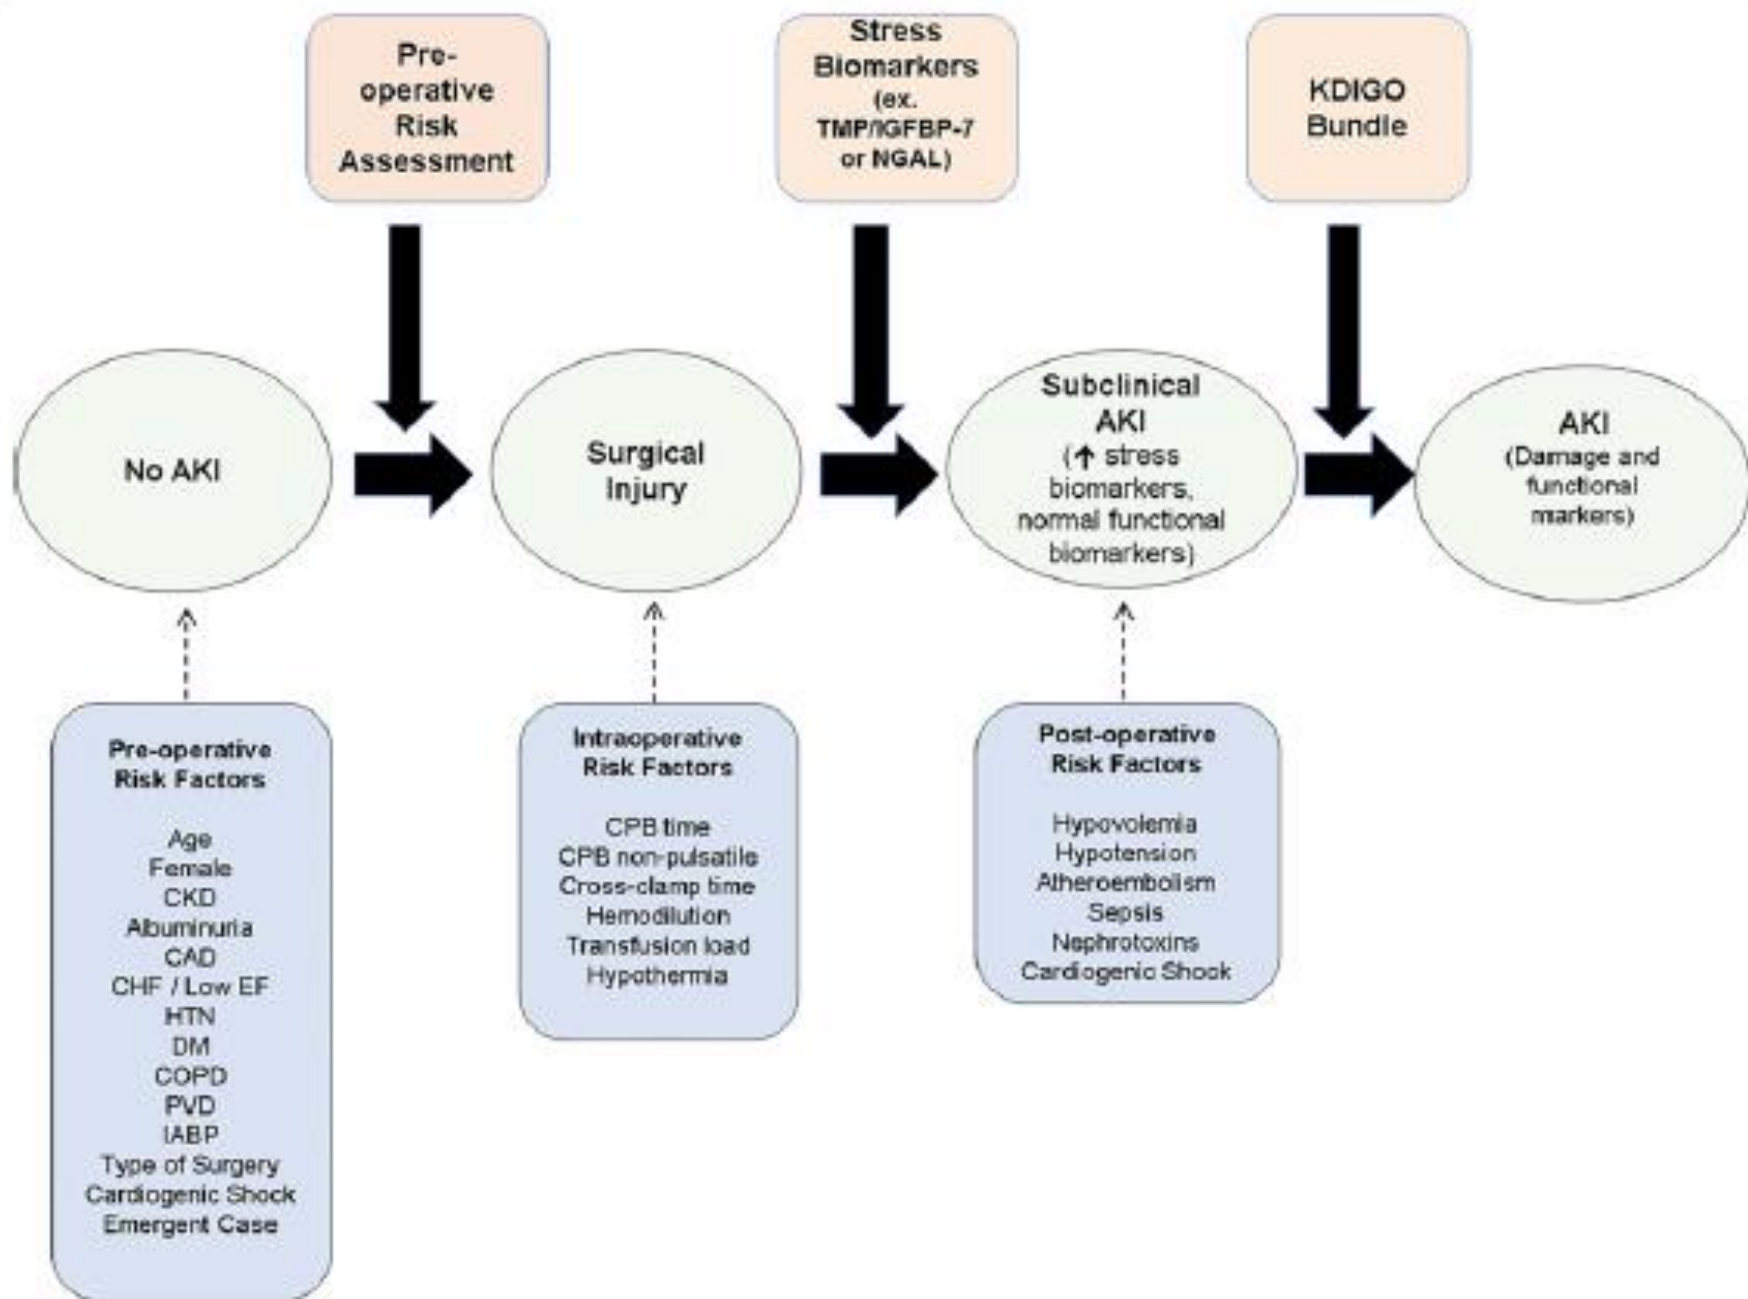 Pre-
operative
Risk
Assessment
Stress
Biomarkers
(ex.
TMP/IGFBP-7
or NGAL)
KDIGO
Bundle
No AKI
Surgical
Injury
Subclinical
AKI
(↑ stress
biomarkers,
normal functional
biomarkers)
AKI
(Damage and
functional
markers)
Pre-operative
Risk Factors
Age
Female
CKD
Albuminuria
CAD
CHF / Low EF
HTN
DM
COPD
PVD
IABP
Type of Surgery
Cardiogenic Shock
Emergent Case
Intraoperative
Risk Factors
CPB time
CPB non-pulsatile
Cross-clamp time
Hemodilution
Transfusion load
Hypothermia
Post-operative
Risk Factors
Hypovolemia
Hypotension
Atheroembolism
Sepsis
Nephrotoxins
Cardiogenic Shock